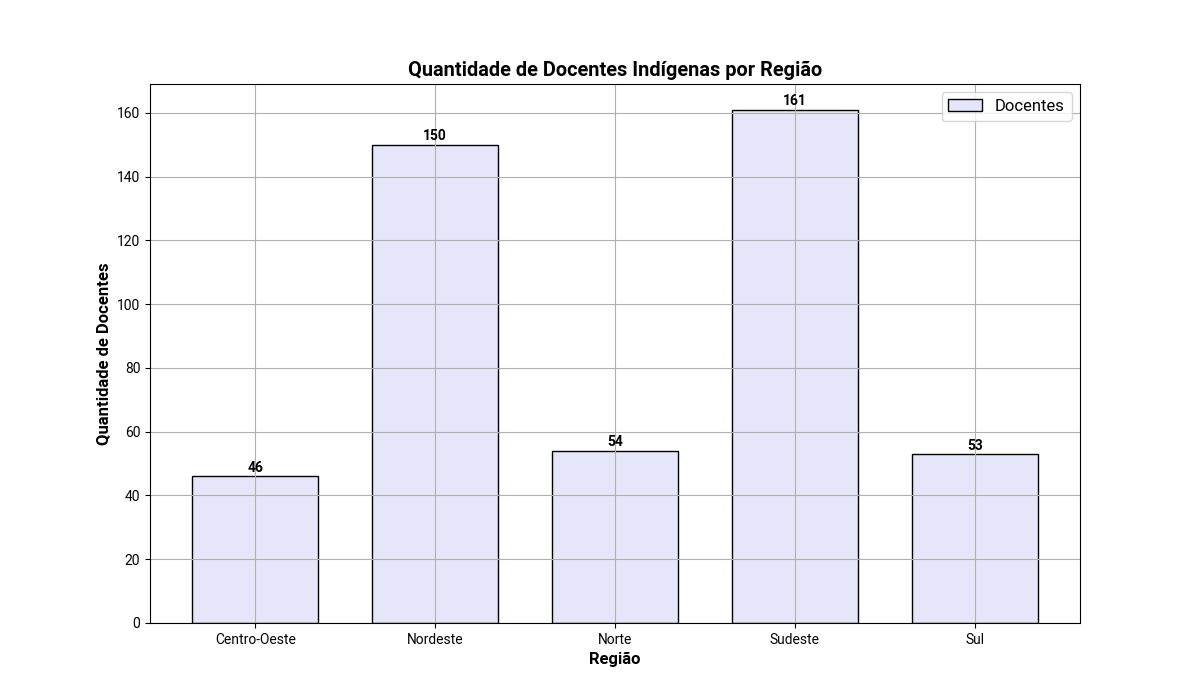 Quantidade de Docentes Indígenas por Região
Docentes
Quantidade de Docentes
160
140
120
100
80
60
40
20
0
46
150
54
161
53
Centro-Oeste
Nordeste
Norte
Sudeste
Sul
Região